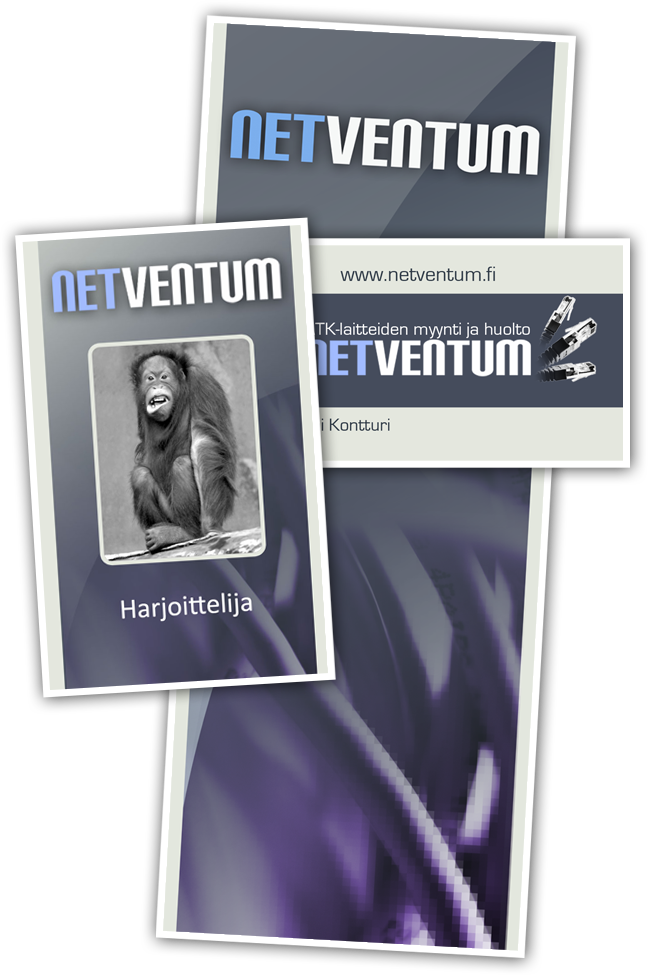 NETVENTUM
NETVENTUM
Harjoittelija
www.netventum.fi
TK-laitteiden myynti ja huolto
NETVENTUM
i Kontturi